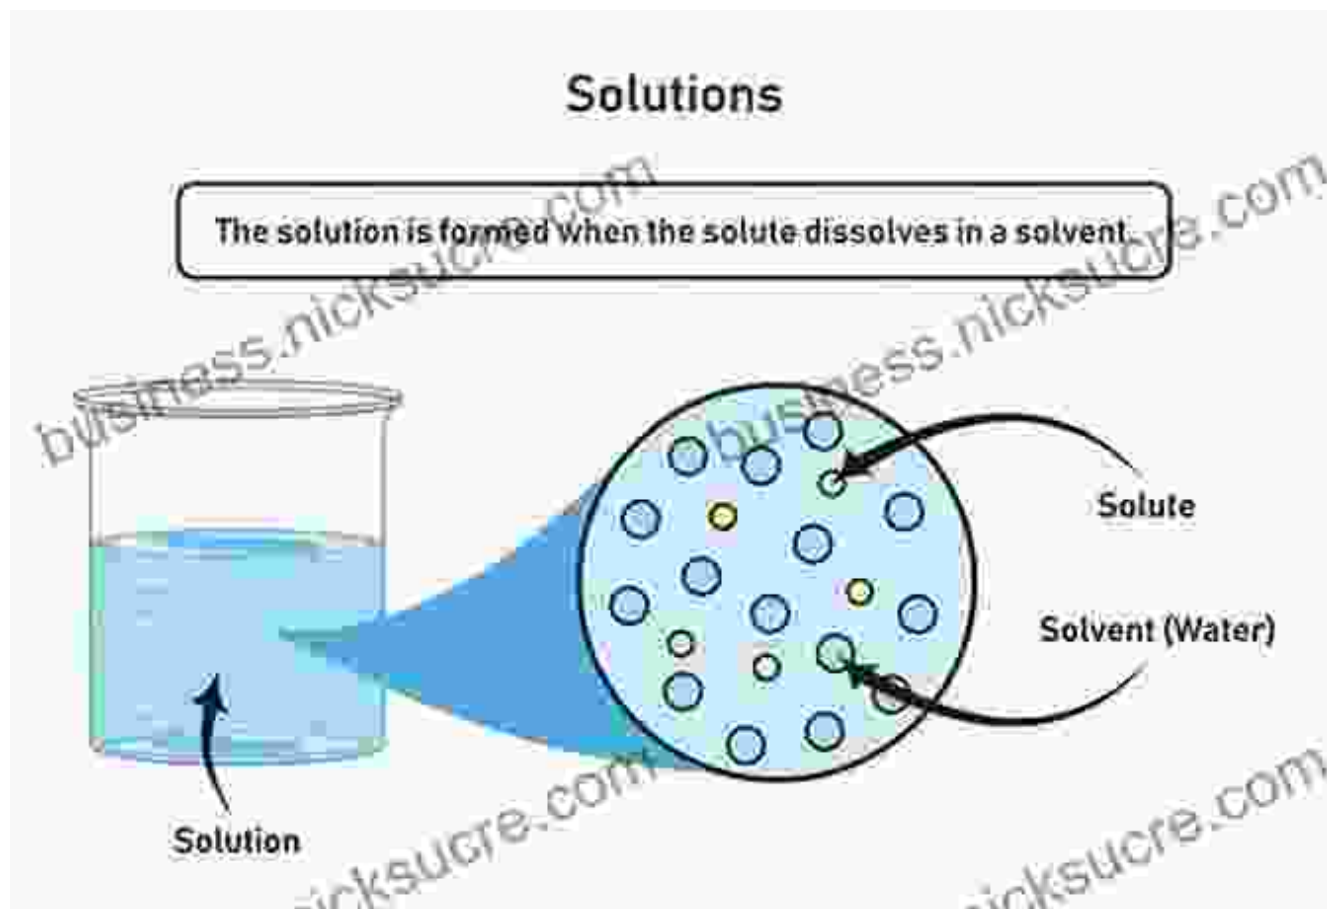 Solutions
The solution is formed when the solute dissolves in a solvent.
business.nicksucre.com
business.nicksucre.com
Solute
Solvent (Water)
Solution
nicksucre.com
nicksucre.com